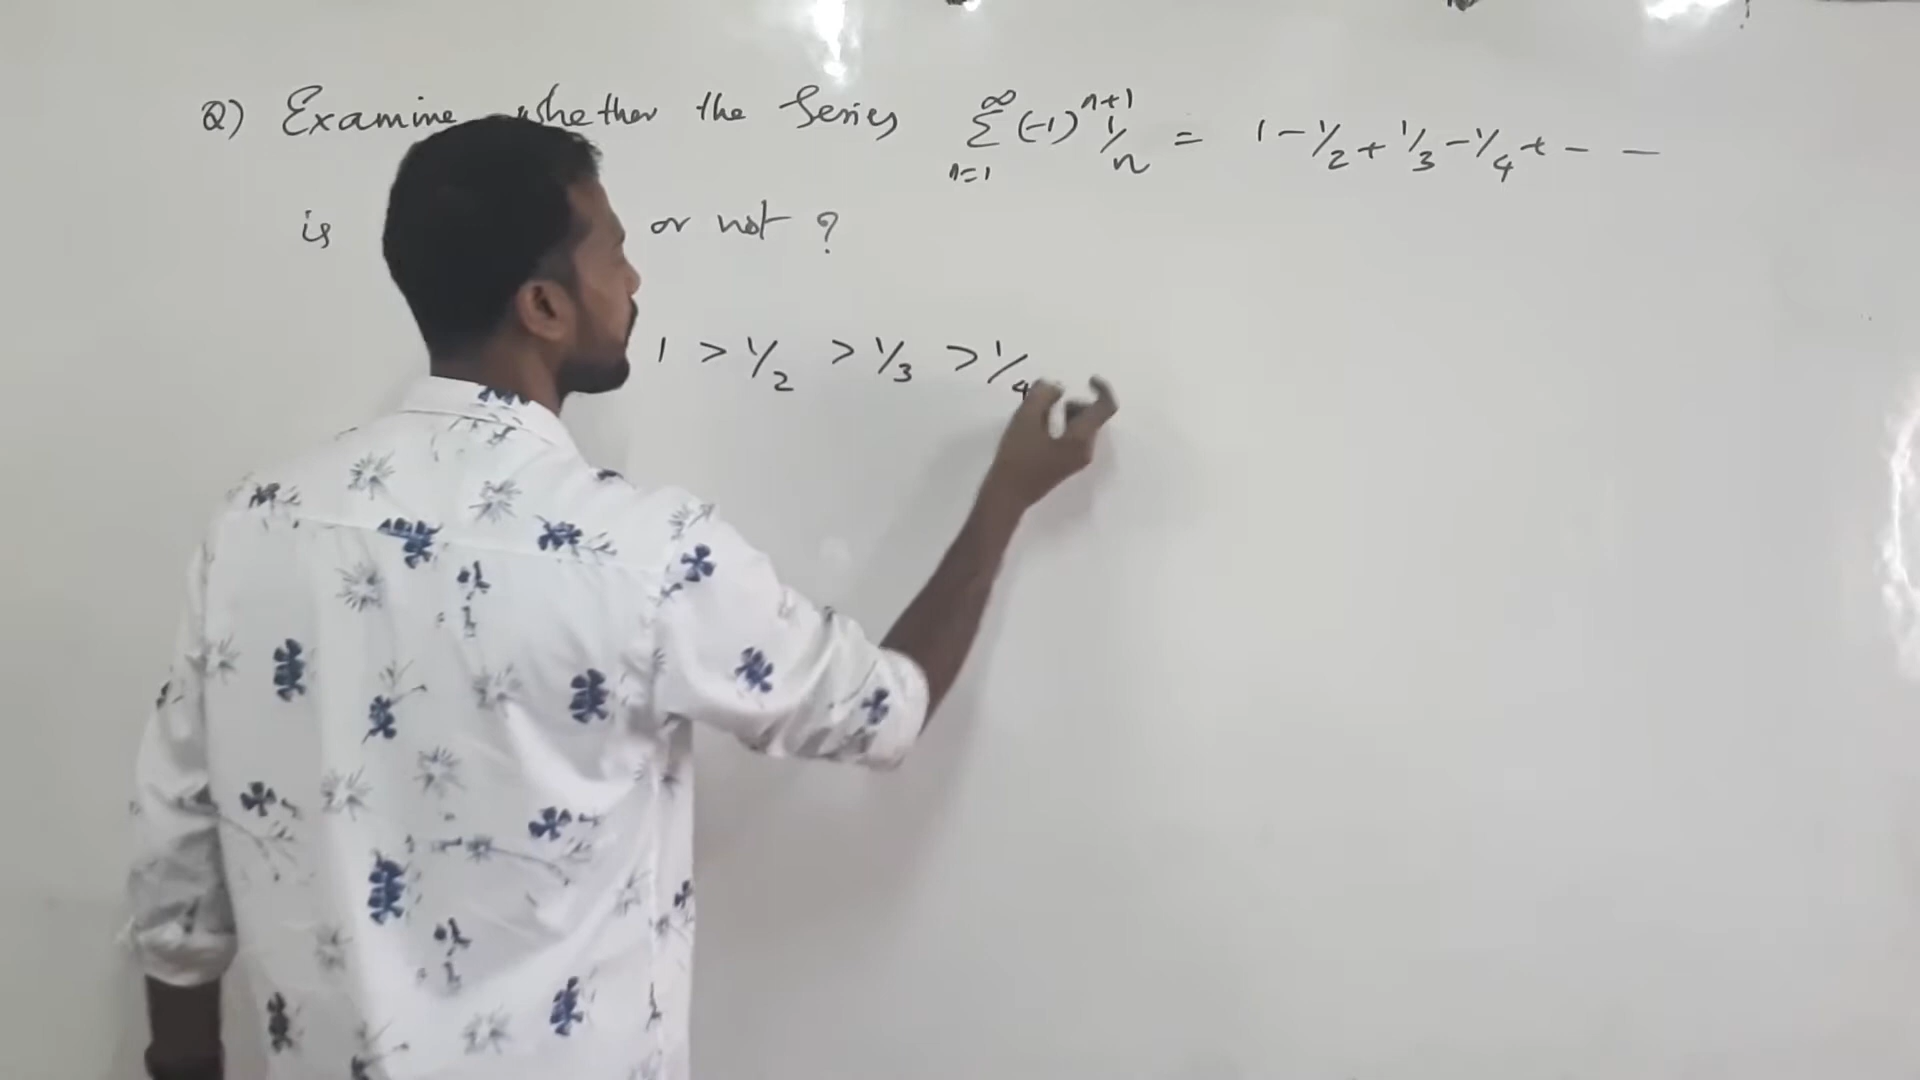 Q) Examine whether the Series ∞ Σ n=1 (-1)^{n+1} 1/n = 1 - 1/2 + 1/3 - 1/4 + - -
is or not ?
1 > 1/2 > 1/3 > 1/4